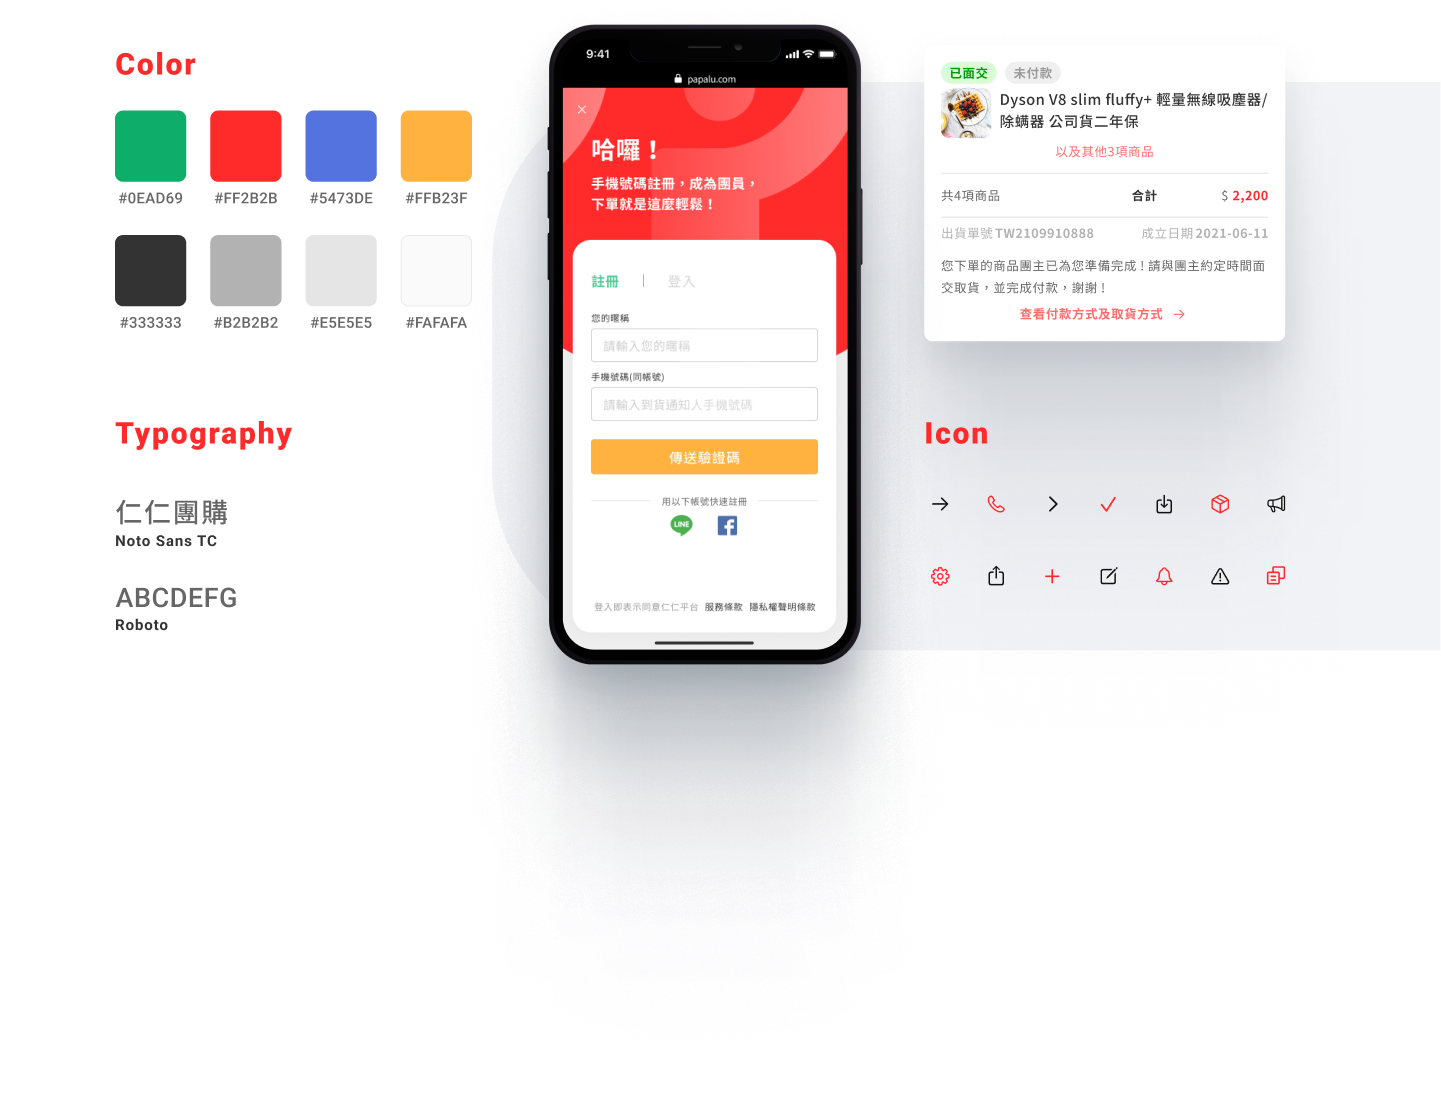 Color
#0EAD69
#FF2B2B
#5473DE
#FFB23F
#333333
#B2B2B2
#E5E5E5
#FAFAFA
Typography
仁仁團購
Noto Sans TC
ABCDEFG
Roboto
9:41
papalu.com
哈囉！
手機號碼註冊，成為團員，
下單就是這麼輕鬆！
註冊 | 登入
您的暱稱
請輸入您的暱稱
手機號碼(同帳號)
請輸入到貨通知人手機號碼
傳送驗證碼
用以下帳號快速註冊
LINE
f
登入即表示同意仁仁平台 服務條款 隱私權聲明條款
已面交 未付款
Dyson V8 slim fluffy+ 輕量無線吸塵器/
除蟎器 公司貨二年保
以及其他3項商品
共4項商品 合計 $ 2,200
出貨單號 TW2109910888 成立日期 2021-06-11
您下單的商品團主已為您準備完成！請與團主約定時間面
交取貨，並完成付款，謝謝！
查看付款方式及取貨方式 →
Icon